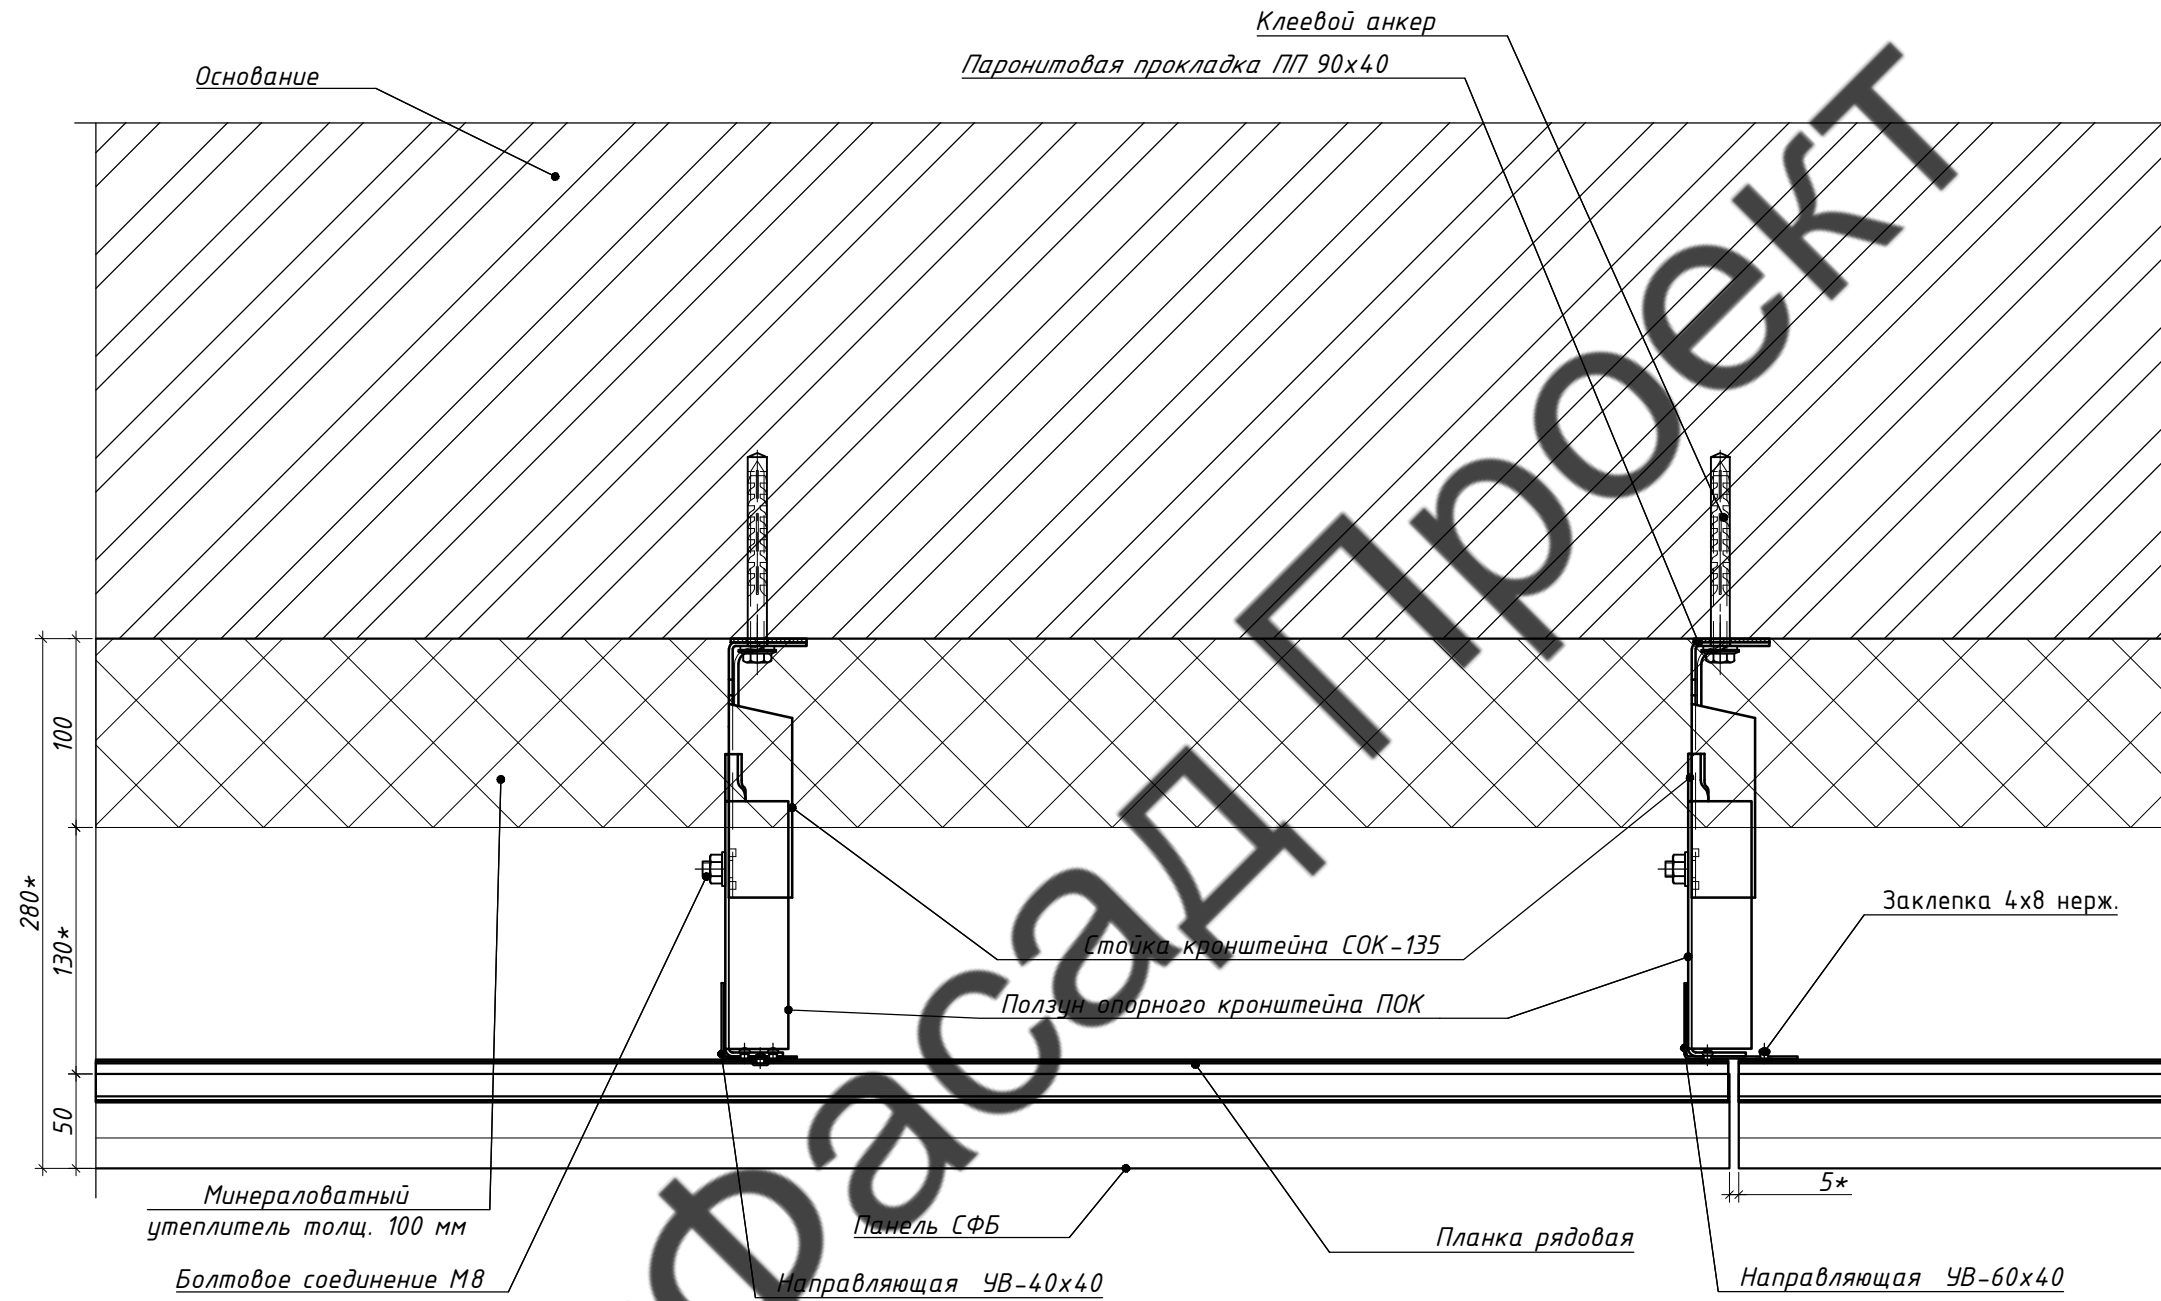 Клеевой анкер
Паронитовая прокладка ПП 90х40
Основание
100
280*
130*
50
Заклепка 4х8 нерж.
Стойка кронштейна СОК-135
Ползун опорного кронштейна ПОК
5*
Минераловатный
утеплитель толщ. 100 мм
Панель СФБ
Планка рядовая
Болтовое соединение М8
Направляющая УВ-40х40
Направляющая УВ-60х40
Фасад Проект